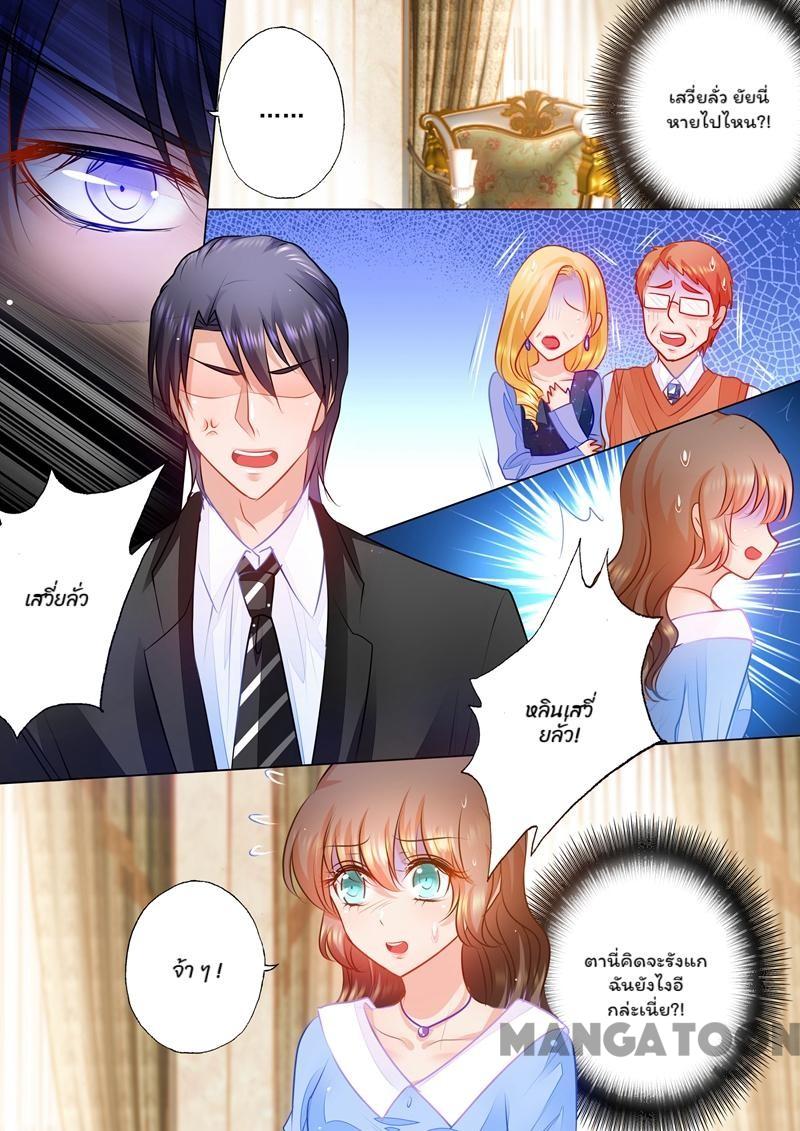 ......
เสวี่ยลั่ว ยัยนี่
หายไปไหน?!
เสวี่ยลั่ว
หลินเสวี่
ยลั่ว!
จ้า ๆ !
ตานี่คิดจะรังแก
ฉันยังไงอี
กล่ะเนี่ย?!
MANGATOON